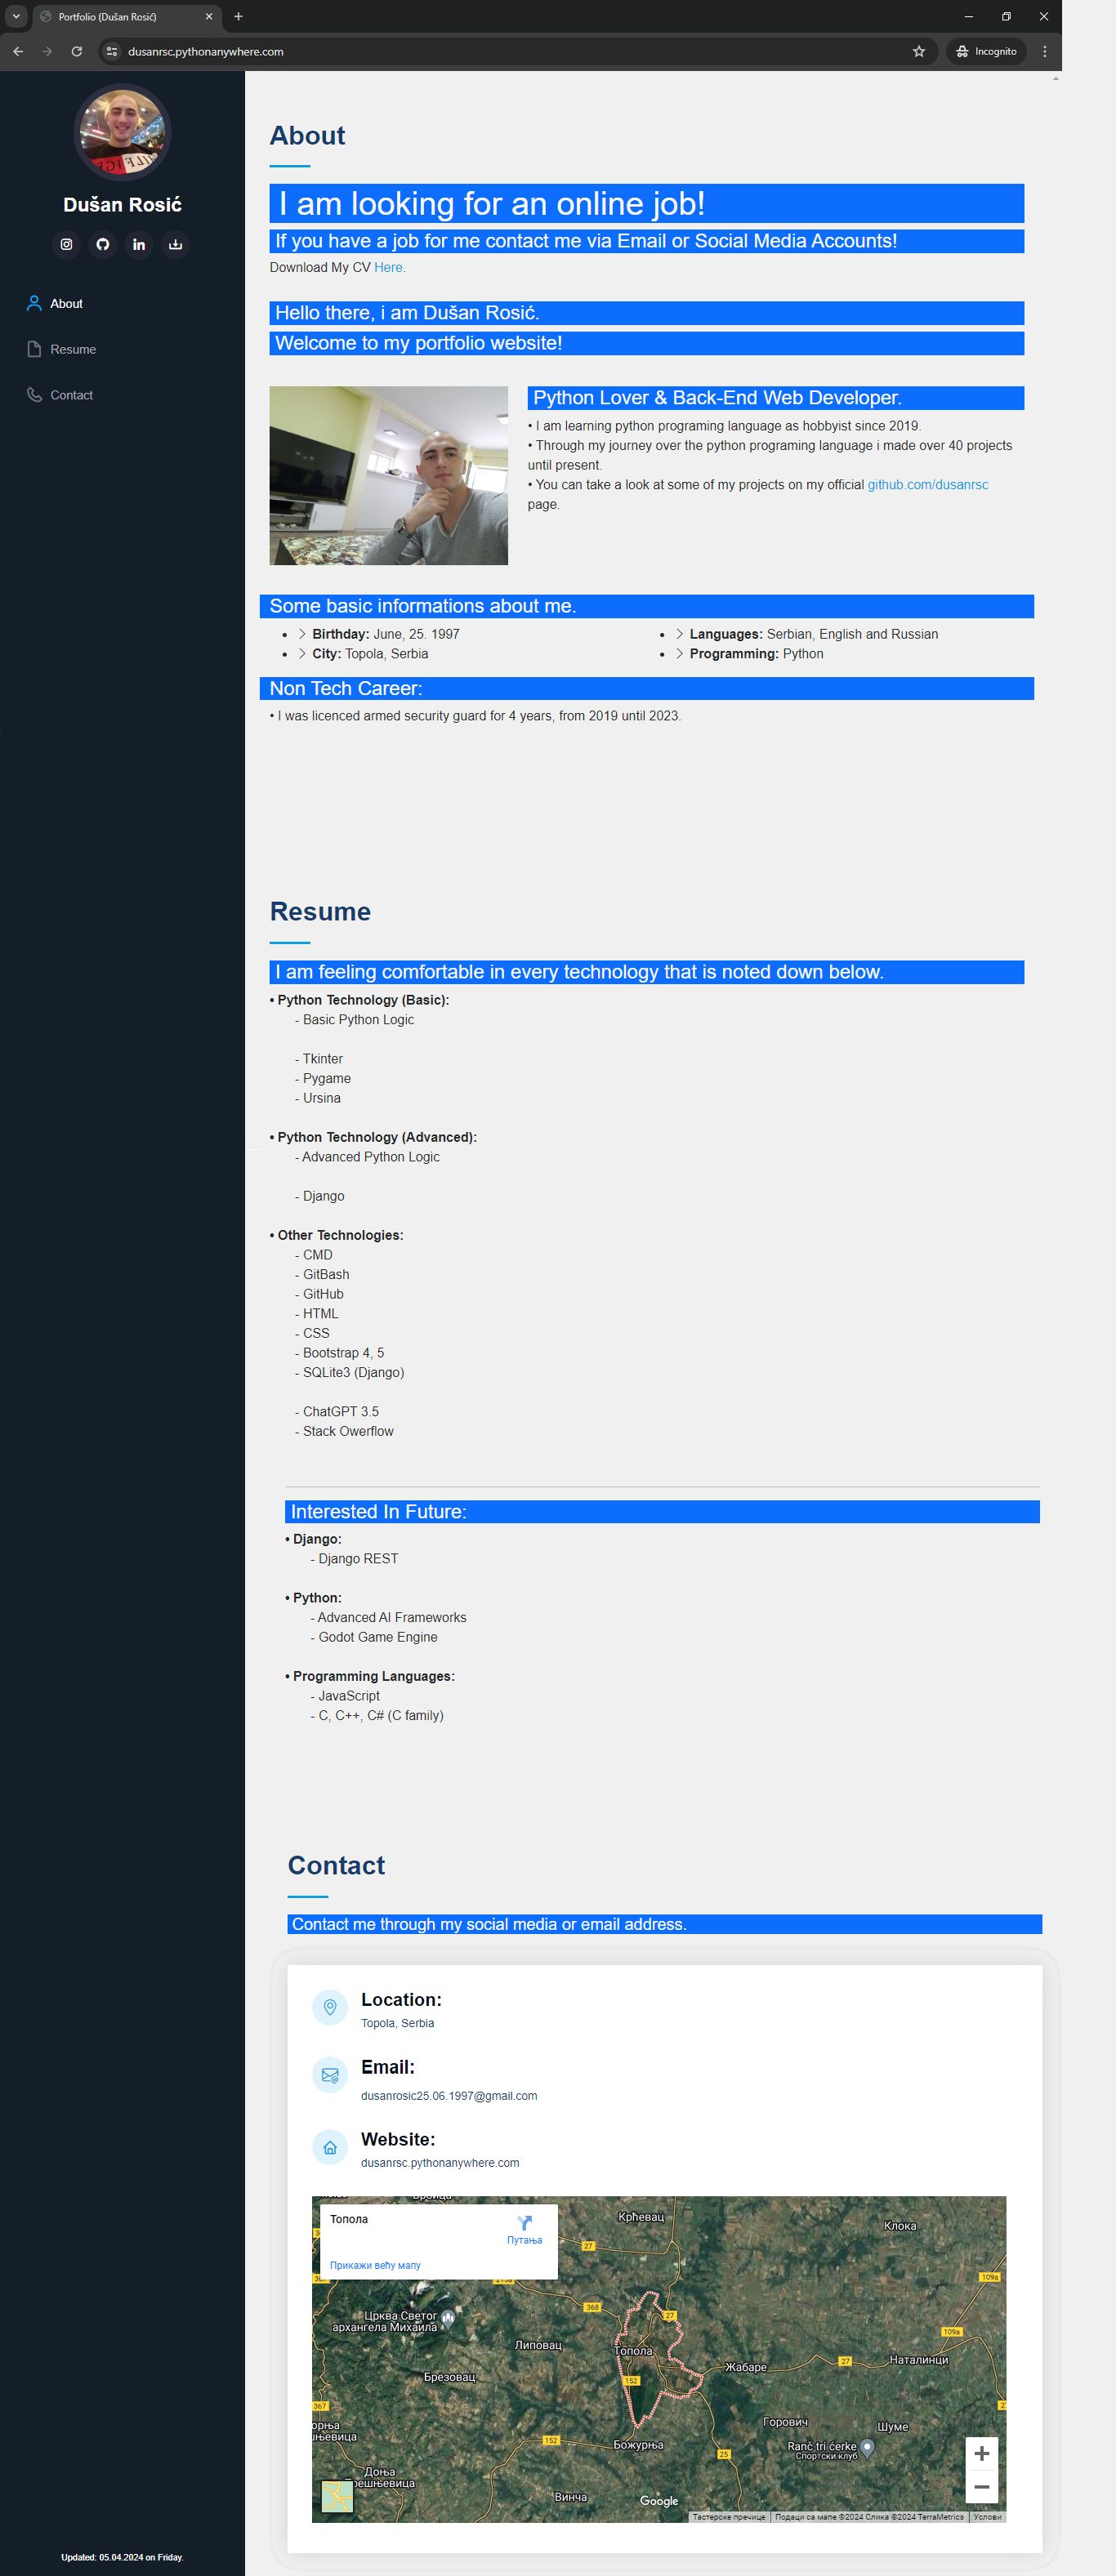 Portfolio (Dušan Rosić)
dusanrsc.pythonanywhere.com
Incognito
Dušan Rosić
About
Resume
Contact
About
I am looking for an online job!
If you have a job for me contact me via Email or Social Media Accounts!
Download My CV Here.
Hello there, i am Dušan Rosić.
Welcome to my portfolio website!
Python Lover & Back-End Web Developer.
• I am learning python programing language as hobbyist since 2019.
• Through my journey over the python programing language i made over 40 projects
until present.
• You can take a look at some of my projects on my official github.com/dusanrsc
page.
Some basic informations about me.
Birthday: June, 25. 1997
City: Topola, Serbia
Languages: Serbian, English and Russian
Programming: Python
Non Tech Career:
• I was licenced armed security guard for 4 years, from 2019 until 2023.
Resume
I am feeling comfortable in every technology that is noted down below.
• Python Technology (Basic):
- Basic Python Logic
- Tkinter
- Pygame
- Ursina
• Python Technology (Advanced):
- Advanced Python Logic
- Django
• Other Technologies:
- CMD
- GitBash
- GitHub
- HTML
- CSS
- Bootstrap 4, 5
- SQLite3 (Django)
- ChatGPT 3.5
- Stack Owerflow
Interested In Future:
• Django:
- Django REST
• Python:
- Advanced AI Frameworks
- Godot Game Engine
• Programming Languages:
- JavaScript
- C, C++, C# (C family)
Contact
Contact me through my social media or email address.
Location:
Topola, Serbia
Email:
dusanrosic25.06.1997@gmail.com
Website:
dusanrsc.pythonanywhere.com
Топола
Путања
Прикажи већу мапу
Крћевац
Клока
27
109a
368
27
Црква Светог
архангела Михаила
109a
Липовац
Топола
Жабаре
27
Наталинци
Брезовац
152
367
Горович
Шуме
152
Божурња
25
Ranč tri ćerke
Спортски клуб
Доња
Винча
Google
Тастерске пречице
Подаци са мапе ©2024 Слика ©2024 TerraMetrics
Услови
Updated: 05.04.2024 on Friday.